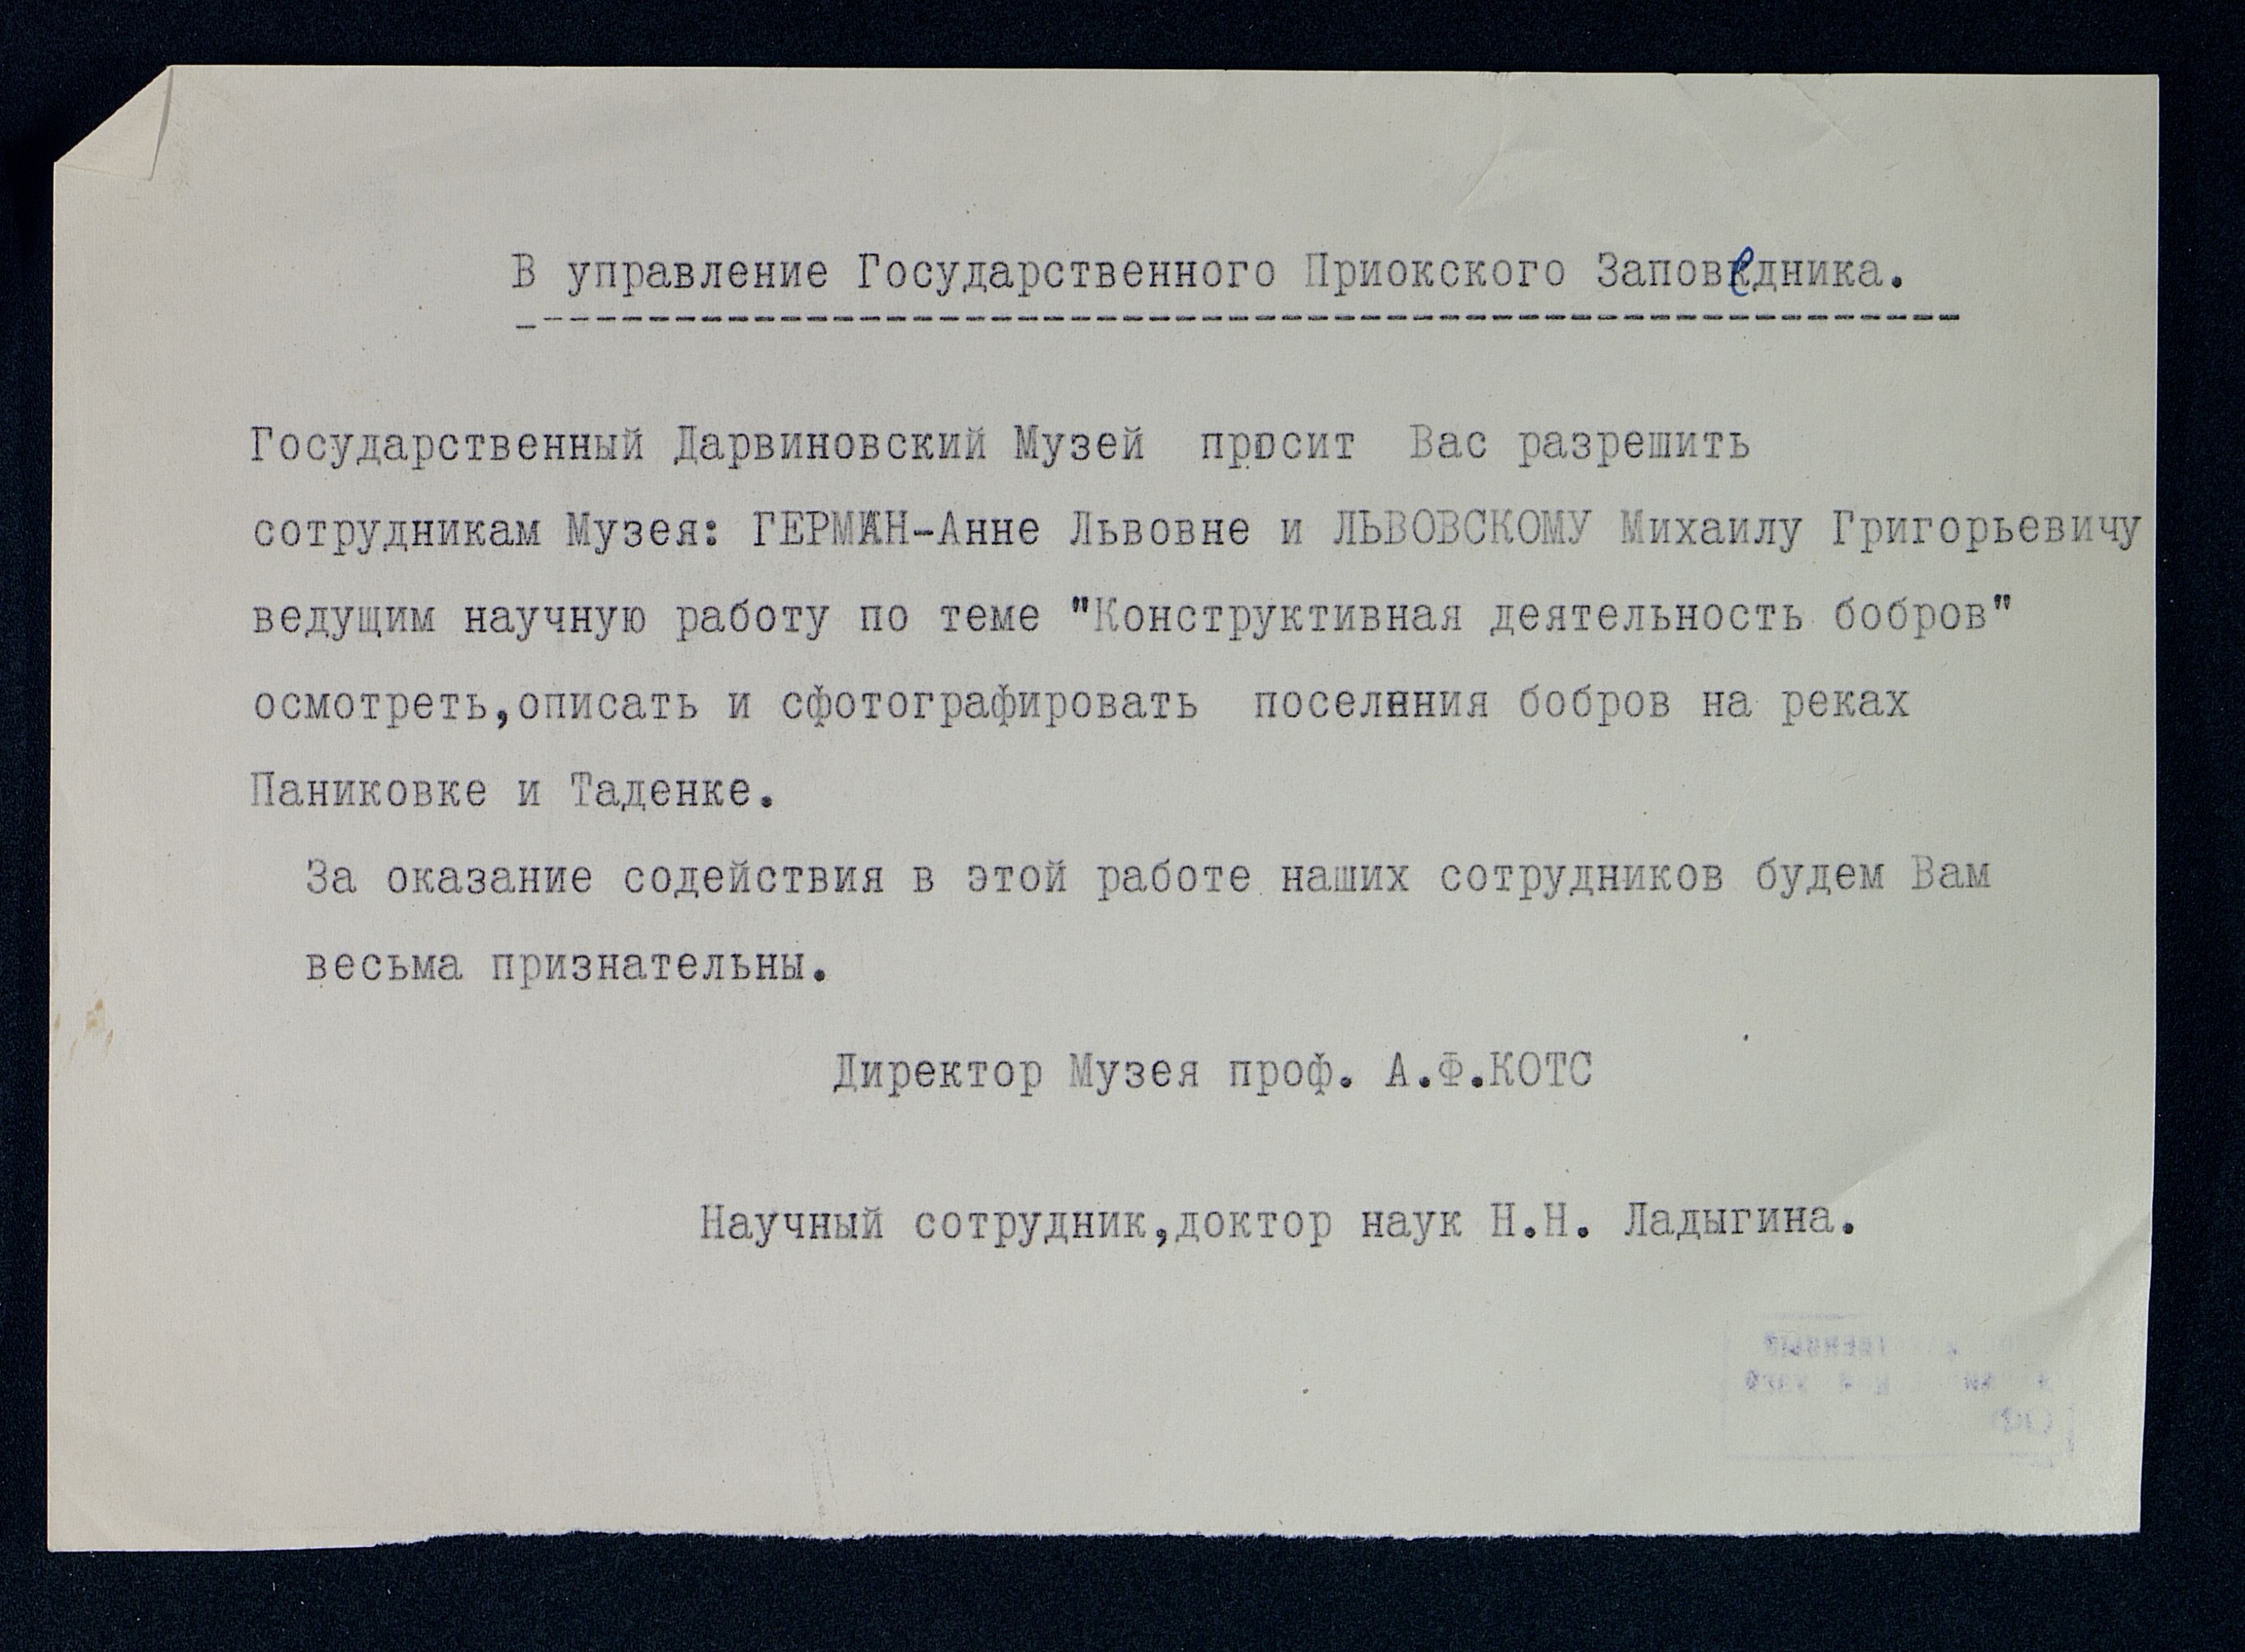 В управление Государственного Приокского Заповедника.
Государственный Дарвиновский Музей просит Вас разрешить
сотрудникам Музея: ГЕРМАН-Анне Львовне и ЛЬВОВСКОМУ Михаилу Григорьевичу
ведущим научную работу по теме "Конструктивная деятельность бобров"
осмотреть,описать и сфотографировать поселения бобров на реках
Паниковке и Таденке.
За оказание содействия в этой работе наших сотрудников будем Вам
весьма признательны.
Директор Музея проф. А.Ф.КОТС
Научный сотрудник,доктор наук Н.Н. Ладыгина.